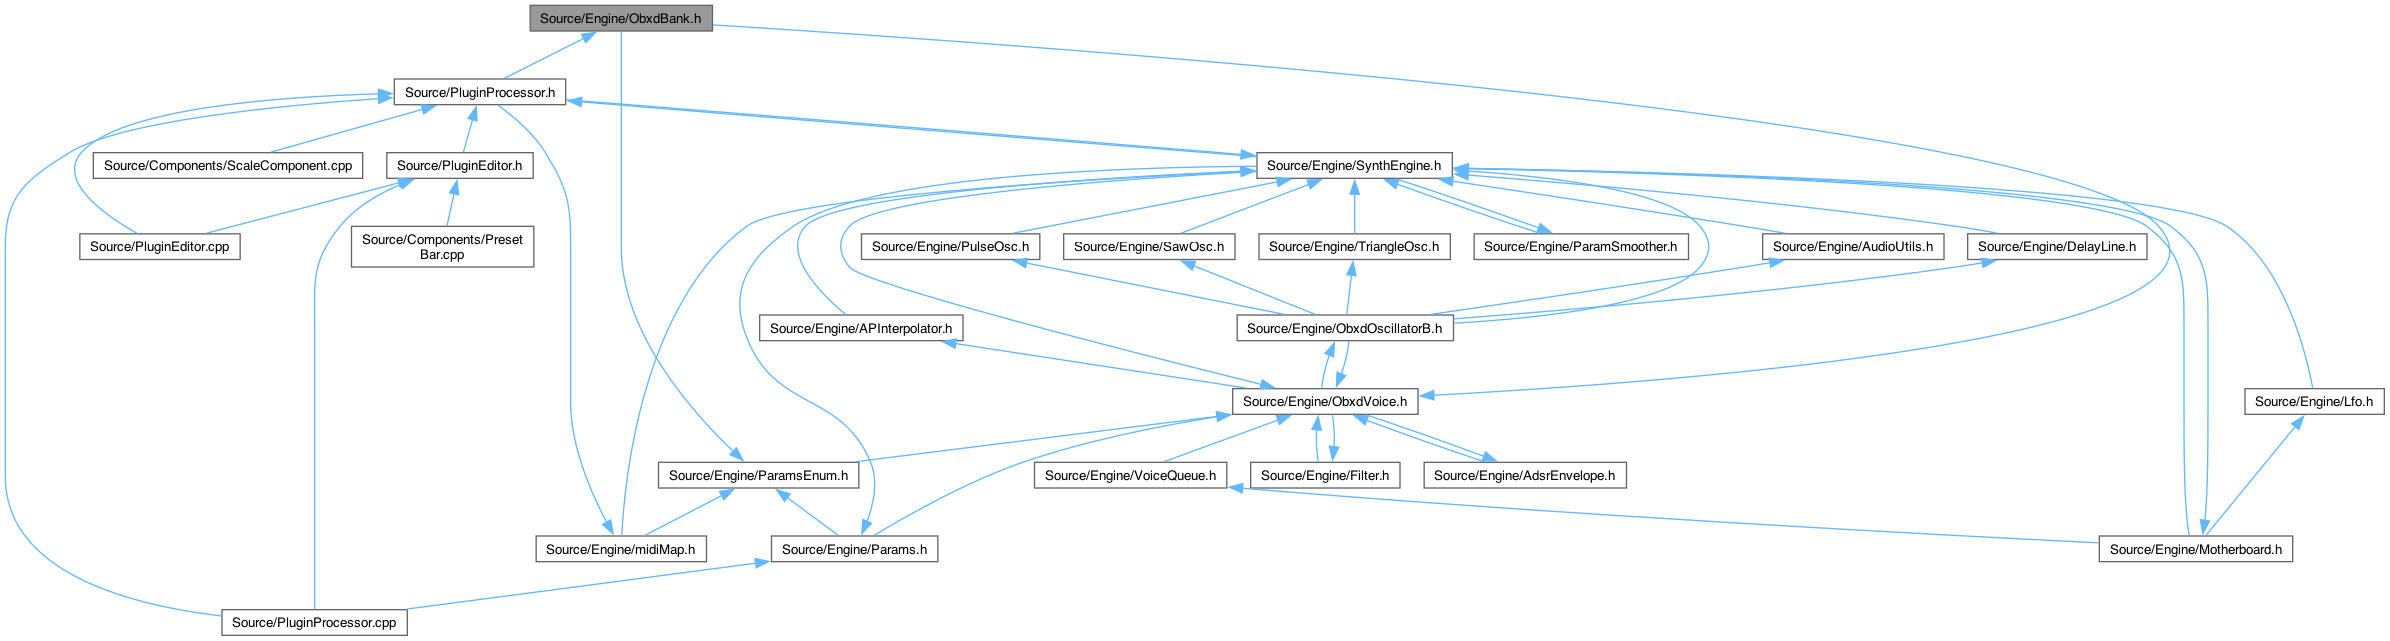 Source/Engine/ObxdBank.h
Source/PluginProcessor.h
Source/Components/ScaleComponent.cpp
Source/PluginEditor.h
Source/Engine/SynthEngine.h
Source/PluginEditor.cpp
Source/Components/Preset
Bar.cpp
Source/Engine/PulseOsc.h
Source/Engine/SawOsc.h
Source/Engine/TriangleOsc.h
Source/Engine/ParamSmoother.h
Source/Engine/AudioUtils.h
Source/Engine/DelayLine.h
Source/Engine/APInterpolator.h
Source/Engine/ObxdOscillatorB.h
Source/Engine/ObxdVoice.h
Source/Engine/Lfo.h
Source/Engine/ParamsEnum.h
Source/Engine/VoiceQueue.h
Source/Engine/Filter.h
Source/Engine/AdsrEnvelope.h
Source/Engine/midiMap.h
Source/Engine/Params.h
Source/Engine/Motherboard.h
Source/PluginProcessor.cpp